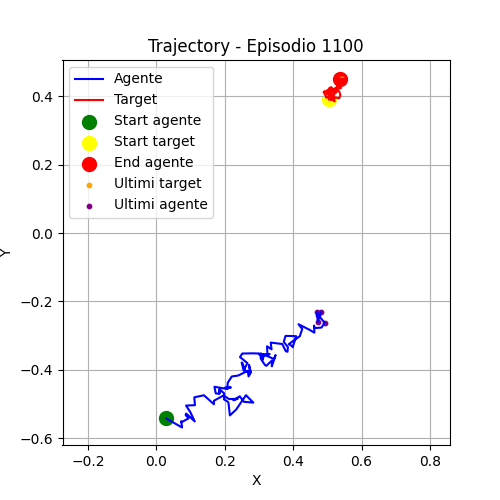 Trajectory - Episodio 1100
Agente
Target
Start agente
Start target
End agente
Ultimi target
Ultimi agente
0.4
0.2
0.0
−0.2
−0.4
−0.6
Y
−0.2
0.0
0.2
0.4
0.6
0.8
X